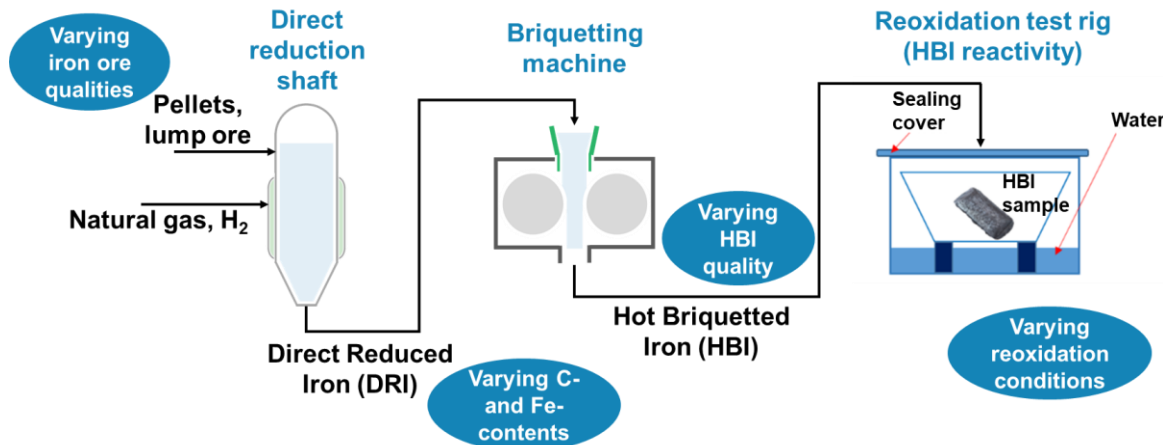 Varying
iron ore
qualities
Direct
reduction
shaft
Pellets,
lump ore
Natural gas, H₂
Direct Reduced
Iron (DRI)
Varying C-
and Fe-
contents
Briquetting
machine
Varying
HBI
quality
Hot Briquetted
Iron (HBI)
Reoxidation test rig
(HBI reactivity)
Sealing
cover
Water
HBI
sample
Varying
reoxidation
conditions